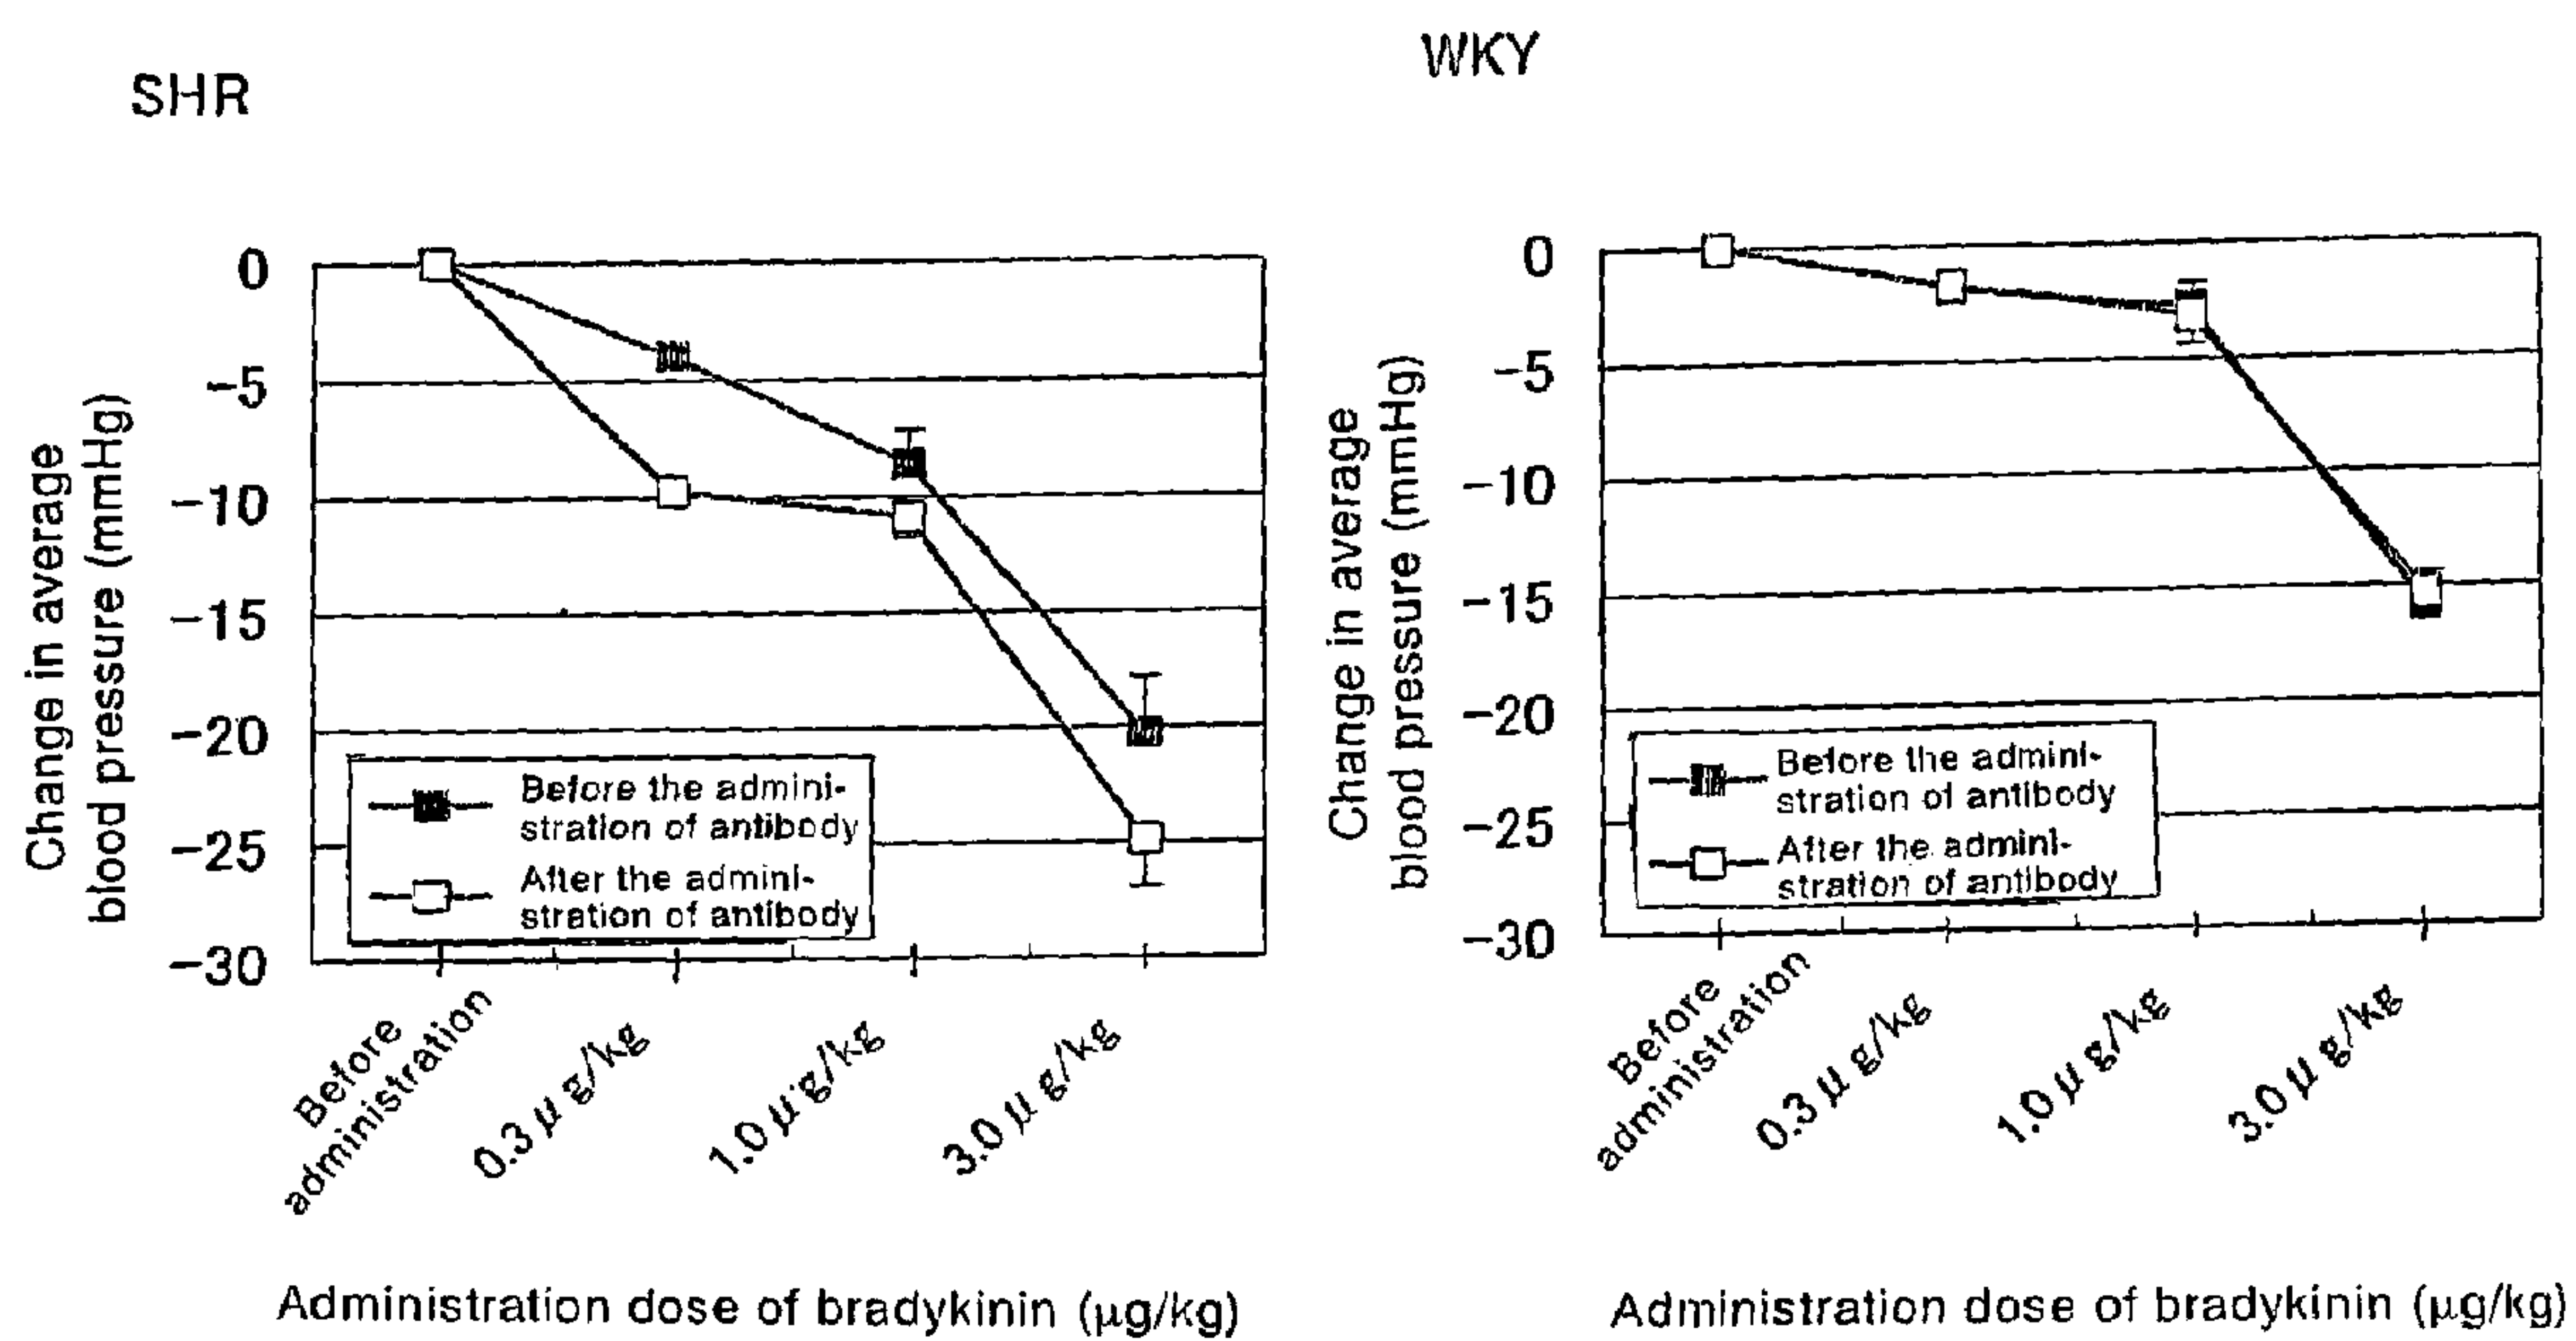 SHR
Change in average
blood pressure (mmHg)
0
−5
−10
−15
−20
−25
−30
Before the admini-
stration of antibody
After the admini-
stration of antibody
Before
administration
0.3 μ g/kg
1.0 μ g/kg
3.0 μ g/kg
Administration dose of bradykinin (μg/kg)
WKY
Change in average
blood pressure (mmHg)
0
−5
−10
−15
−20
−25
−30
Before the admini-
stration of antibody
After the admini-
stration of antibody
Before
administration
0.3 μ g/kg
1.0 μ g/kg
3.0 μ g/kg
Administration dose of bradykinin (μg/kg)